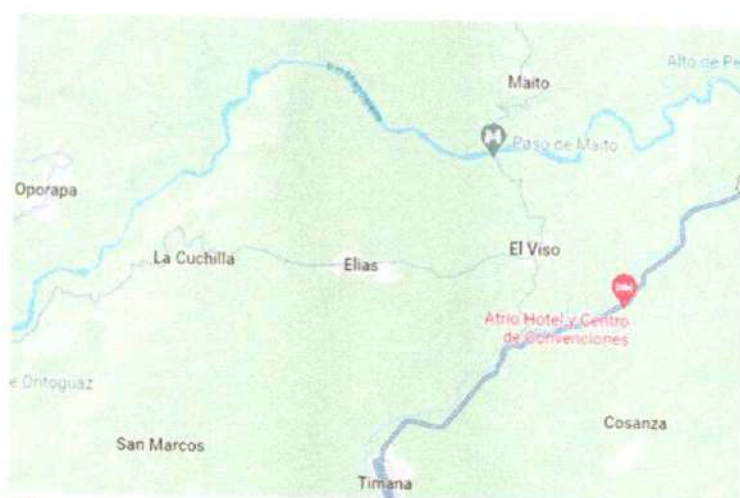 Maito
Alto de Pe
Paso de Maito
Oporapa
La Cuchilla
Elias
El Viso
Atrio Hotel y Centro
de Convenciones
e Oritoguaz
San Marcos
Cosanza
Timana